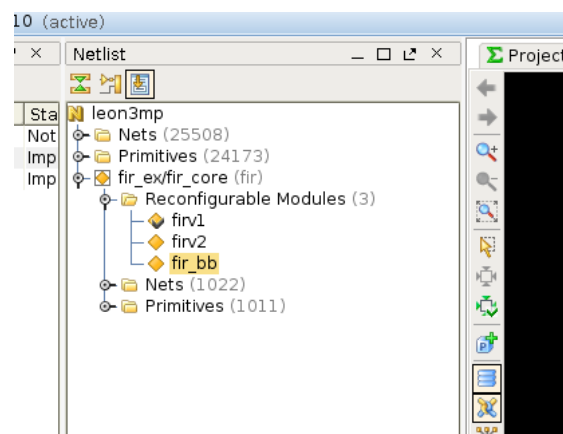 10 (active)
Netlist
Project
Sta
leon3mp
Not
Nets (25508)
Imp
Primitives (24173)
Imp
fir_ex/fir_core (fir)
Reconfigurable Modules (3)
firv1
firv2
fir_bb
Nets (1022)
Primitives (1011)